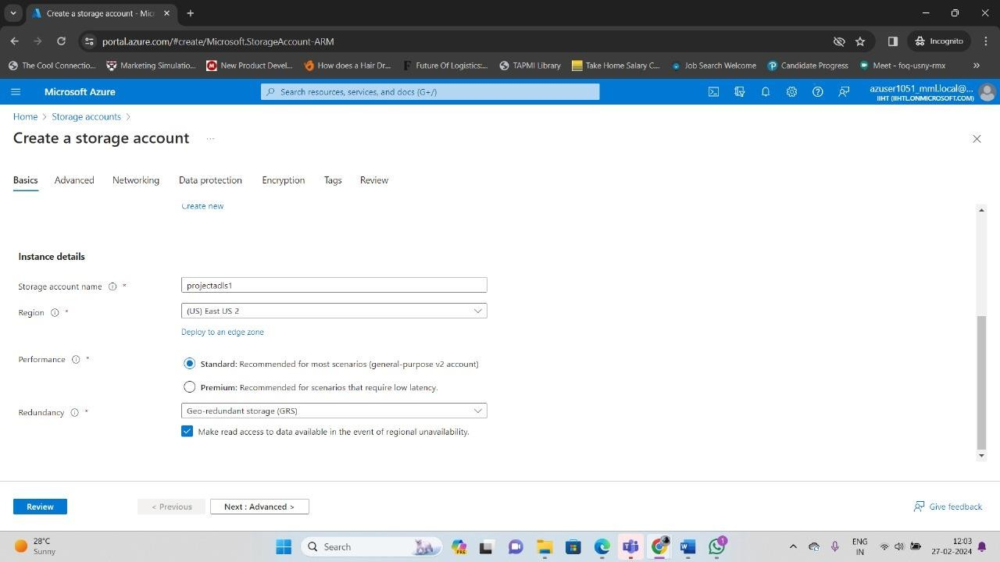 Create a storage account - Mic
portal.azure.com/#create/Microsoft.StorageAccount-ARM
Incognito
The Cool Connectio...
Marketing Simulatio...
New Product Devel...
How does a Hair Dr...
Future Of Logistics:...
TAPMI Library
Take Home Salary C...
Job Search Welcome
Candidate Progress
Meet - foq-usny-rmx
Microsoft Azure
Search resources, services, and docs (G+/)
azuser1051_mml.local@...
IIHT (IIHTL.ONMICROSOFT.COM)
Home > Storage accounts >
Create a storage account ...
Basics Advanced Networking Data protection Encryption Tags Review
Create new
Instance details
Storage account name *
projectadls1
Region *
(US) East US 2
Deploy to an edge zone
Performance *
Standard: Recommended for most scenarios (general-purpose v2 account)
Premium: Recommended for scenarios that require low latency.
Redundancy *
Geo-redundant storage (GRS)
Make read access to data available in the event of regional unavailability.
Review
< Previous
Next : Advanced >
Give feedback
28°C
Sunny
Search
PRE
1
ENG
IN
12:03
27-02-2024